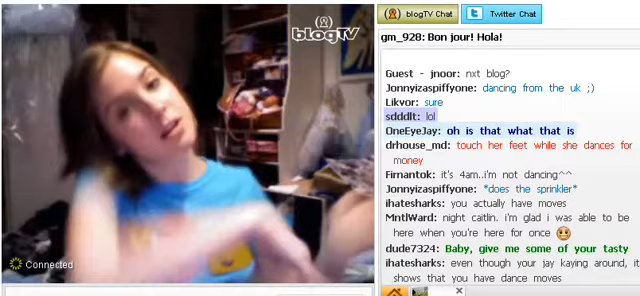 blogTV
blogTV Chat
Twitter Chat
gm_928: Bon jour! Hola!
Guest - jnoor: nxt blog?
Jonnyizaspiffyone: dancing from the uk ;)
Likvor: sure
sdddlt: lol
OneEyeJay: oh is that what that is
drhouse_md: touch her feet while she dances for
money
Firnantok: it's 4am..i'm not dancing^^
Jonnyizaspiffyone: *does the sprinkler*
ihatesharks: you actually have moves
MntlWard: night caitlin. i'm glad i was able to be
here when you're here for once
dude7324: Baby, give me some of your tasty
ihatesharks: even though your jay kaying around, it
shows that you have dance moves
Connected